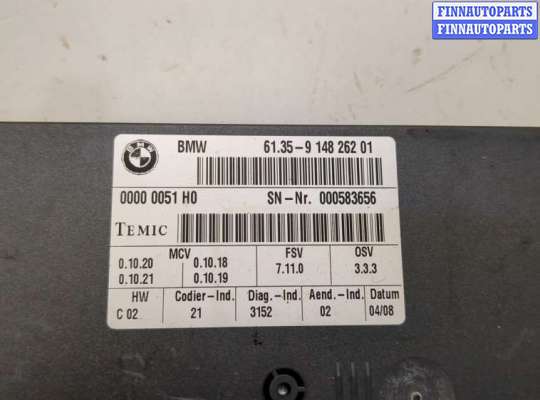 FINNAUTOPARTS
FINNAUTOPARTS
BMW
BMW 61.35-9 148 262 01
0000 0051 H0 SN-Nr. 000583656
TEMIC
MCV FSV OSV
0.10.20 0.10.18 7.11.0 3.3.3
0.10.21 0.10.19
HW Codier-Ind. Diag.-Ind. Aend.-Ind. Datum
C 02 21 3152 02 04/08